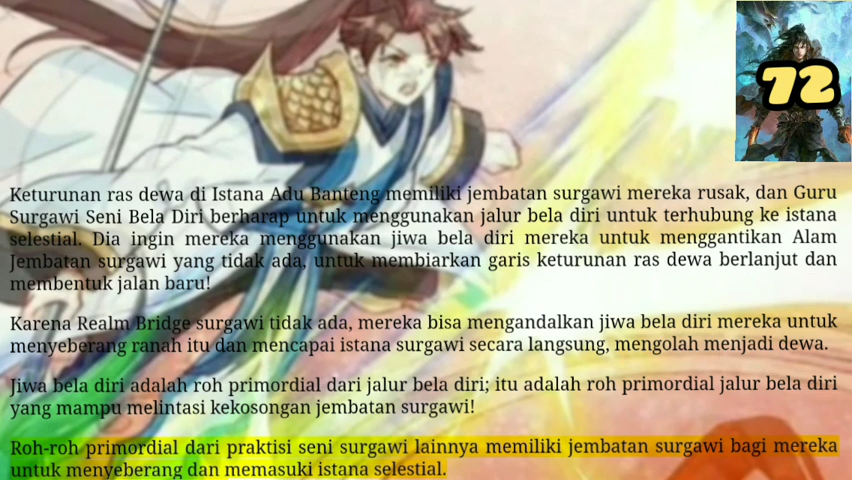 72
Keturunan ras dewa di Istana Adu Banteng memiliki jembatan surgawi mereka rusak, dan Guru
Surgawi Seni Bela Diri berharap untuk menggunakan jalur bela diri untuk terhubung ke istana
selestial. Dia ingin mereka menggunakan jiwa bela diri mereka untuk menggantikan Alam
Jembatan surgawi yang tidak ada, untuk membiarkan garis keturunan ras dewa berlanjut dan
membentuk jalan baru!
Karena Realm Bridge surgawi tidak ada, mereka bisa mengandalkan jiwa bela diri mereka untuk
menyeberang ranah itu dan mencapai istana surgawi secara langsung, mengolah menjadi dewa.
Jiwa bela diri adalah roh primordial dari jalur bela diri; itu adalah roh primordial jalur bela diri
yang mampu melintasi kekosongan jembatan surgawi!
Roh-roh primordial dari praktisi seni surgawi lainnya memiliki jembatan surgawi bagi mereka
untuk menyeberang dan memasuki istana selestial.